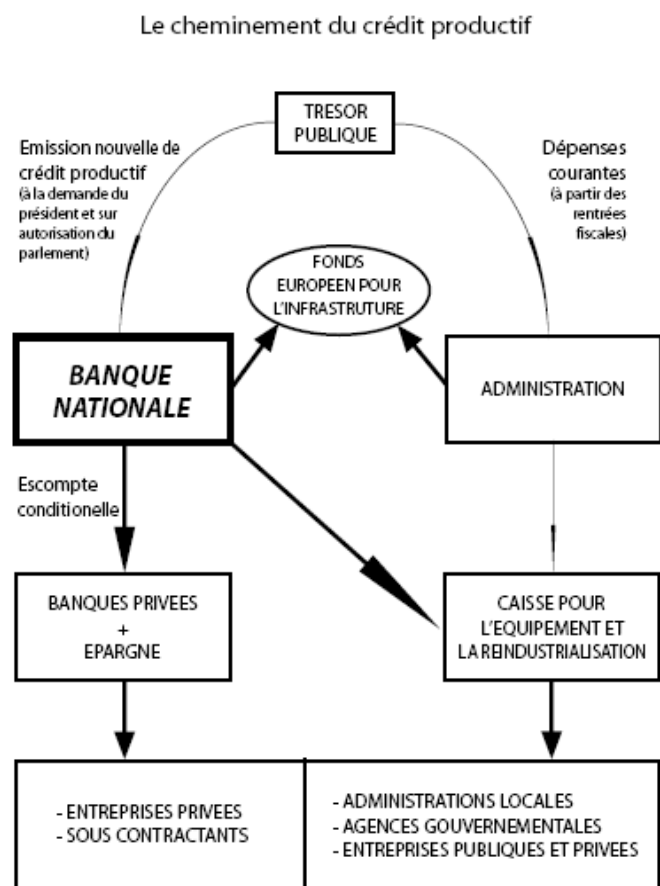 Le cheminement du crédit productif
TRESOR
PUBLIQUE
Emission nouvelle de
crédit productif
(à la demande du
président et sur
autorisation du
parlement)
Dépenses
courantes
(à partir des
rentrées
fiscales)
FONDS
EUROPEEN POUR
L'INFRASTRUTURE
BANQUE
NATIONALE
ADMINISTRATION
Escompte
conditionelle
BANQUES PRIVEES
+
EPARGNE
CAISSE POUR
L'EQUIPEMENT ET
LA REINDUSTRIALISATION
- ENTREPRISES PRIVEES
- SOUS CONTRACTANTS
- ADMINISTRATIONS LOCALES
- AGENCES GOUVERNEMENTALES
- ENTREPRISES PUBLIQUES ET PRIVEES